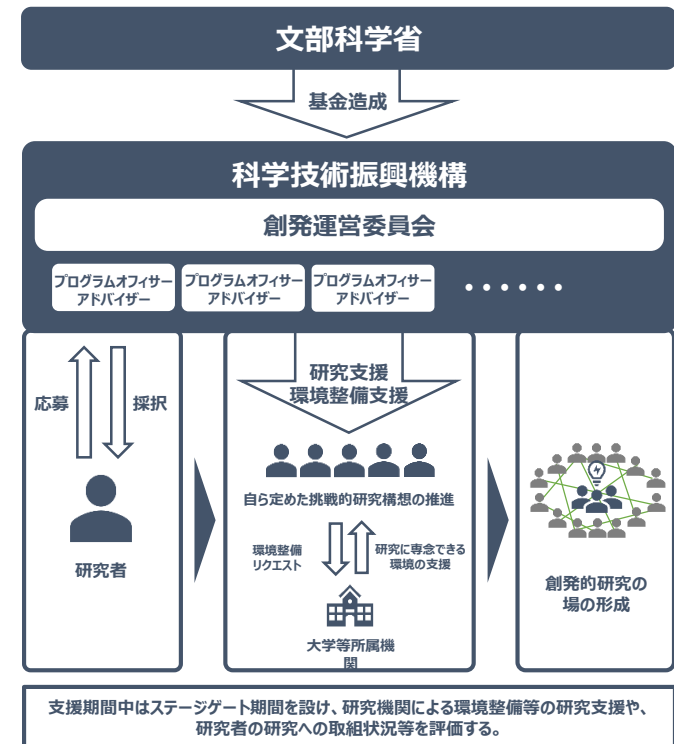 文部科学省
基金造成
科学技術振興機構
創発運営委員会
プログラムオフィサー
アドバイザー
プログラムオフィサー
アドバイザー
プログラムオフィサー
アドバイザー
・・・・・・
応募
採択
研究者
研究支援
環境整備支援
自ら定めた挑戦的研究構想の推進
環境整備
リクエスト
研究に専念できる
環境の支援
大学等所属機
関
創発的研究の
場の形成
支援期間中はステージゲート期間を設け、研究機関による環境整備等の研究支援や、
研究者の研究への取組状況等を評価する。